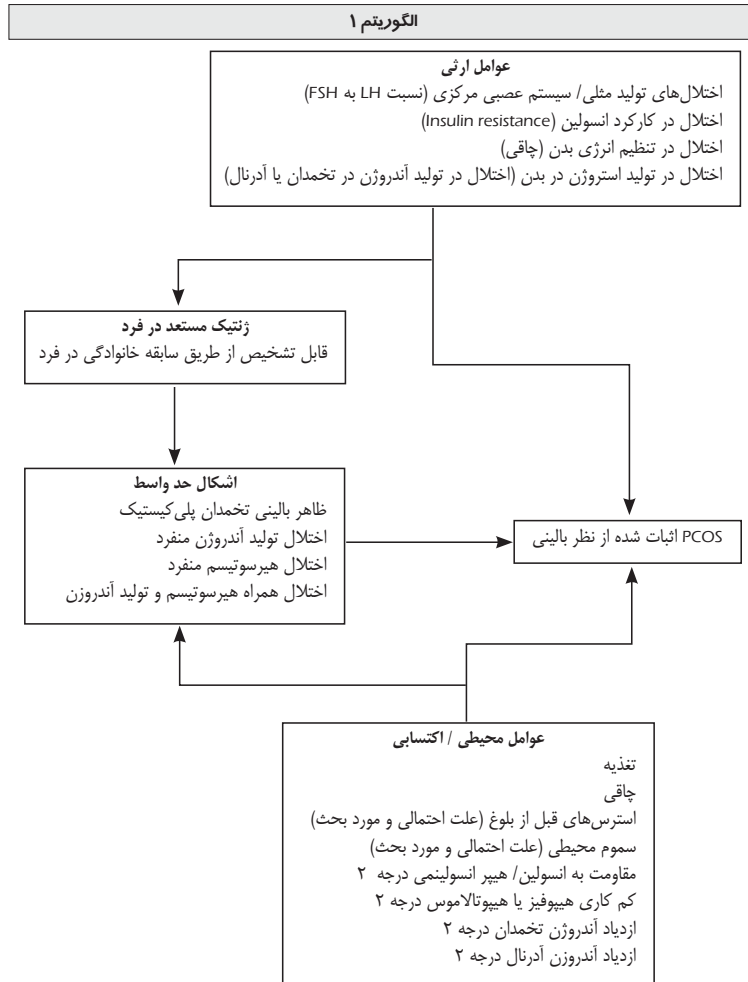 الگوریتم ۱
عوامل ارثی
اختلال‌های تولید مثلی/ سیستم عصبی مرکزی (نسبت LH به FSH)
اختلال در کارکرد انسولین (Insulin resistance)
اختلال در تنظیم انرژی بدن (چاقی)
اختلال در تولید استروژن در بدن (اختلال در تولید آندروژن در تخمدان یا آدرنال)
ژنتیک مستعد در فرد
قابل تشخیص از طریق سابقه خانوادگی در فرد
اشکال حد واسط
ظاهر بالینی تخمدان پلی‌کیستیک
اختلال تولید آندروژن منفرد
اختلال هیرسوتیسم منفرد
اختلال همراه هیرسوتیسم و تولید آندروزن
PCOS اثبات شده از نظر بالینی
عوامل محیطی / اکتسابی
تغذیه
چاقی
استرس‌های قبل از بلوغ (علت احتمالی و مورد بحث)
سموم محیطی (علت احتمالی و مورد بحث)
مقاومت به انسولین/ هیپر انسولینمی درجه ۲
کم کاری هیپوفیز یا هیپوتالاموس درجه ۲
ازدیاد آندروژن تخمدان درجه ۲
ازدیاد آندروزن آدرنال درجه ۲